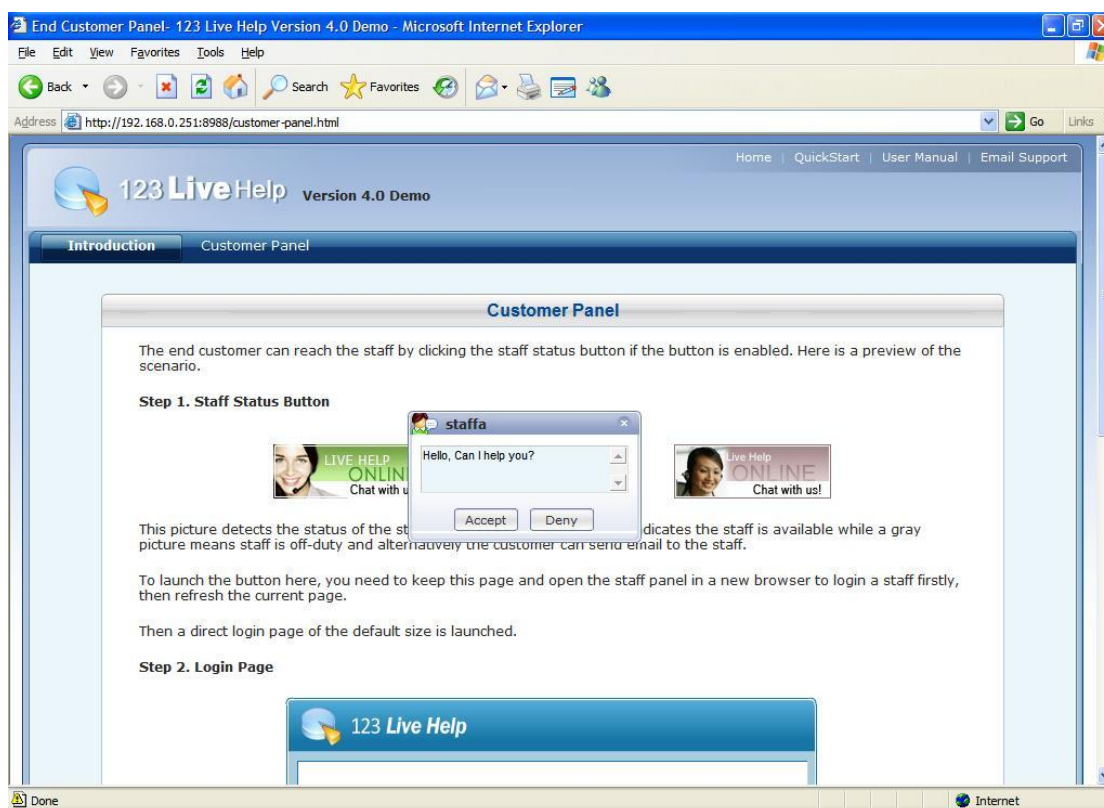 End Customer Panel- 123 Live Help Version 4.0 Demo - Microsoft Internet Explorer
File Edit View Favorites Tools Help
Back Search Favorites
Address http://192.168.0.251:8988/customer-panel.html Go Links
Home | QuickStart | User Manual | Email Support
123 Live Help Version 4.0 Demo
Introduction Customer Panel
Customer Panel
The end customer can reach the staff by clicking the staff status button if the button is enabled. Here is a preview of the
scenario.
Step 1. Staff Status Button
staffa
Hello, Can I help you?
Accept Deny
LIVE HELP
ONLIN
Chat with u
Live Help
ONLINE
Chat with us!
This picture detects the status of the st dicates the staff is available while a gray
picture means staff is off-duty and alternatively the customer can send email to the staff.
To launch the button here, you need to keep this page and open the staff panel in a new browser to login a staff firstly,
then refresh the current page.
Then a direct login page of the default size is launched.
Step 2. Login Page
123 Live Help
Done Internet